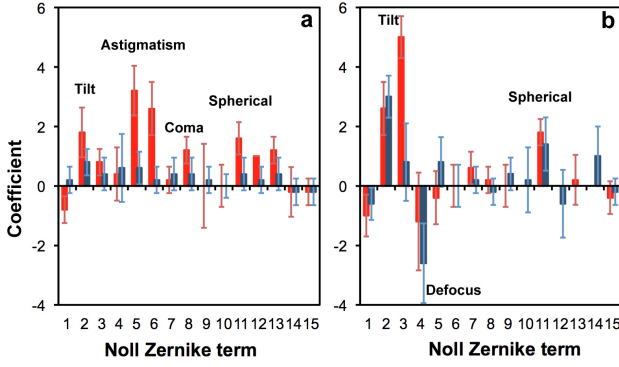 a
b
6
4
2
0
-2
-4
Coefficient
Tilt
Astigmatism
Coma
Spherical
1 2 3 4 5 6 7 8 9 10 11 12 13 14 15
Noll Zernike term
6
4
2
0
-2
-4
Tilt
Defocus
Spherical
1 2 3 4 5 6 7 8 9 10 11 12 13 14 15
Noll Zernike term